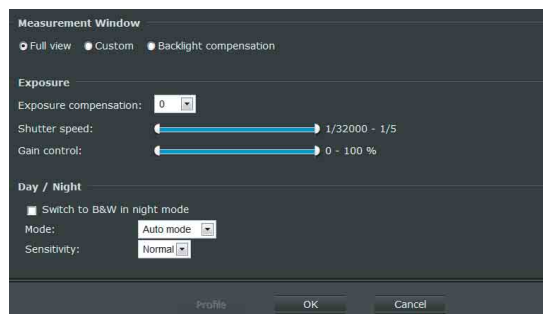 Measurement Window
Full view Custom Backlight compensation
Exposure
Exposure compensation: 0
Shutter speed: 1/32000 - 1/5
Gain control: 0 - 100 %
Day / Night
Switch to B&W in night mode
Mode: Auto mode
Sensitivity: Normal
Profile OK Cancel